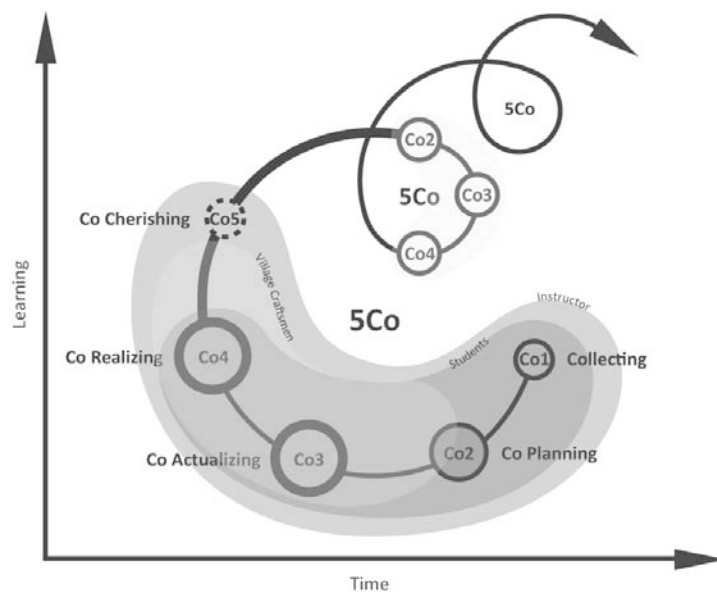 5Co
Co2
5Co
Co3
Co4
Co Cherishing
Co5
Village Craftsmen
Instructor
5Co
Students
Co Realizing
Co4
Co1
Collecting
Co Actualizing
Co3
Co2
Co Planning
Learning
Time